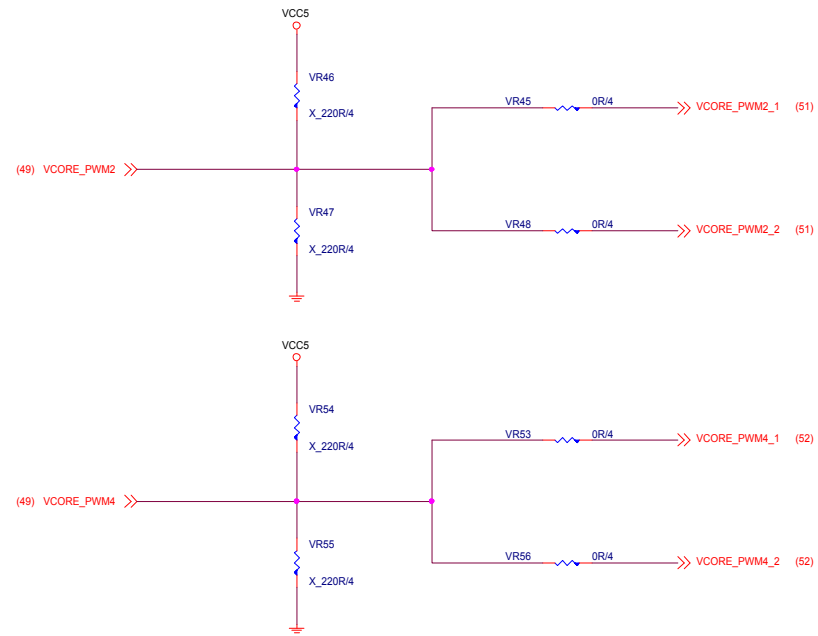 VCC5
VR46
X_220R/4
VR45 0R/4 VCORE_PWM2_1 (51)
(49) VCORE_PWM2
VR47
X_220R/4
VR48 0R/4 VCORE_PWM2_2 (51)
VCC5
VR54
X_220R/4
VR53 0R/4 VCORE_PWM4_1 (52)
(49) VCORE_PWM4
VR55
X_220R/4
VR56 0R/4 VCORE_PWM4_2 (52)